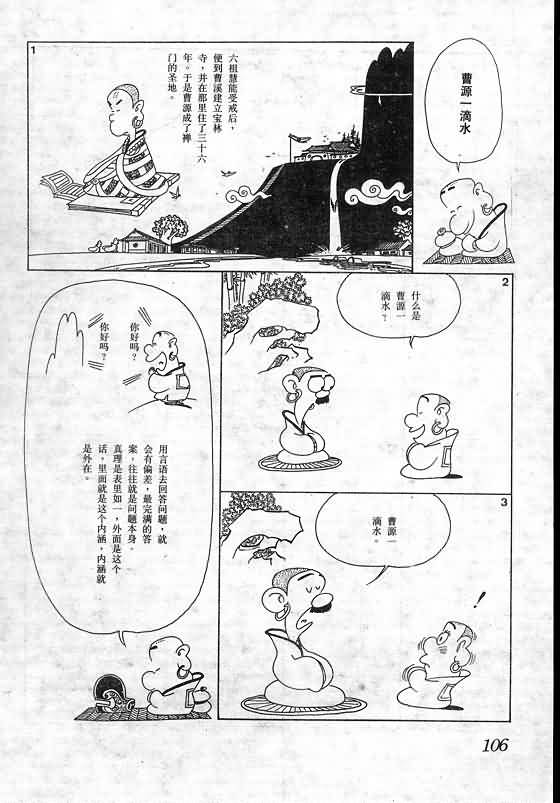 曹源一滴水
1
六祖慧能受戒后，
便到曹溪建立宝林
寺，并在那里住了三十六
年。于是曹源成了禅
门的圣地。
2
什么是
曹源一
滴水？
3
曹源一
滴水。
!
你好吗？
你好吗？
用言语去回答问题，就
会有偏差，最完满的答
案，往往就是问题本身。
真理是表里如一，外面是这个
话，里面就是这个内涵，内涵就
是外在。
106